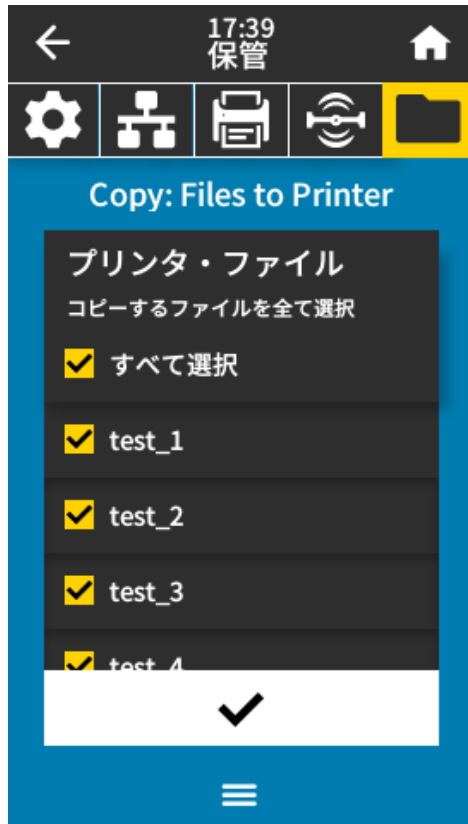 17:39
保管
Copy: Files to Printer
プリンタ・ファイル
コピーするファイルを全て選択
すべて選択
test_1
test_2
test_3
test_4